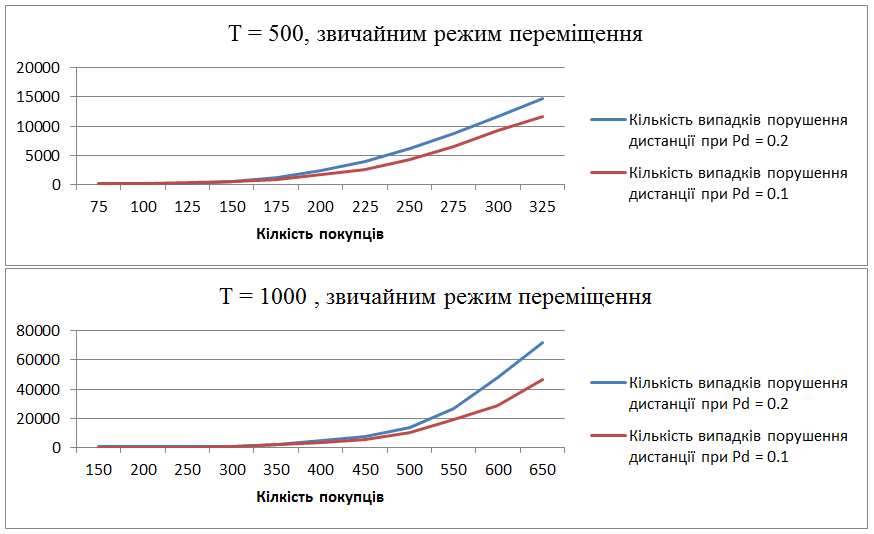 T = 500, звичайним режим переміщення
20000
15000
10000
5000
0
75 100 125 150 175 200 225 250 275 300 325
Кілкість покупців
Кількість випадків порушення
дистанції при Pd = 0.2
Кількість випадків порушення
дистанції при Pd = 0.1
T = 1000 , звичайним режим переміщення
80000
60000
40000
20000
0
150 200 250 300 350 400 450 500 550 600 650
Кілкість покупців
Кількість випадків порушення
дистанції при Pd = 0.2
Кількість випадків порушення
дистанції при Pd = 0.1